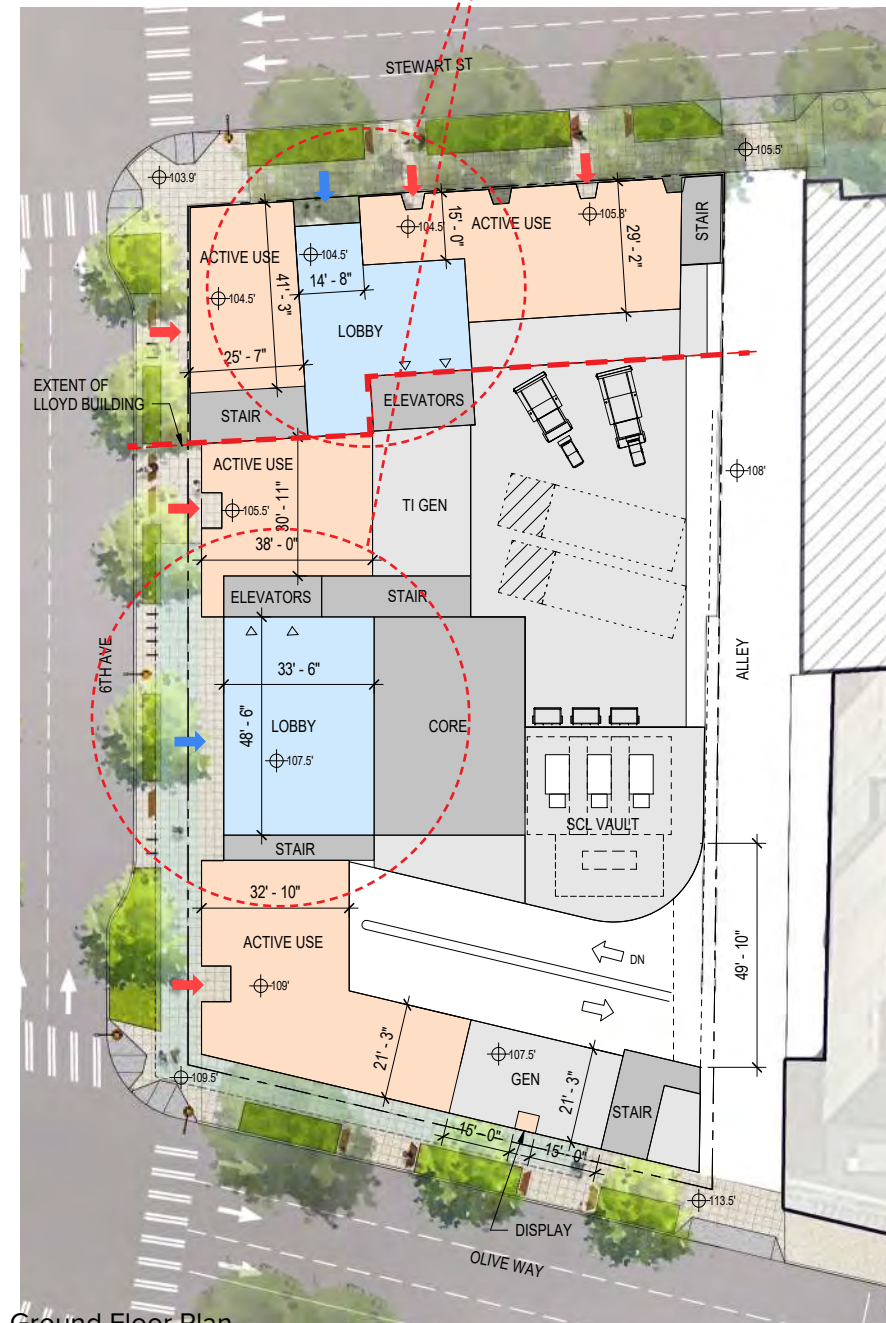 STEWART ST
103.9'
105.5'
ACTIVE USE
104.5'
41' - 3"
25' - 7"
104.5'
14' - 8"
LOBBY
104.5'
15' - 0"
ACTIVE USE
105.8'
29' - 2"
STAIR
EXTENT OF
LLOYD BUILDING
STAIR
ELEVATORS
ACTIVE USE
105.5'
30' - 11"
38' - 0"
TI GEN
108'
ELEVATORS
STAIR
6TH AVE
33' - 6"
48' - 6"
LOBBY
107.5'
CORE
ALLEY
SCL VAULT
STAIR
32' - 10"
ACTIVE USE
109'
DN
49' - 10"
21' - 3"
107.5'
GEN
21' - 3"
STAIR
109.5'
15' - 0"
15' - 0"
113.5'
DISPLAY
OLIVE WAY
Ground Floor Plan